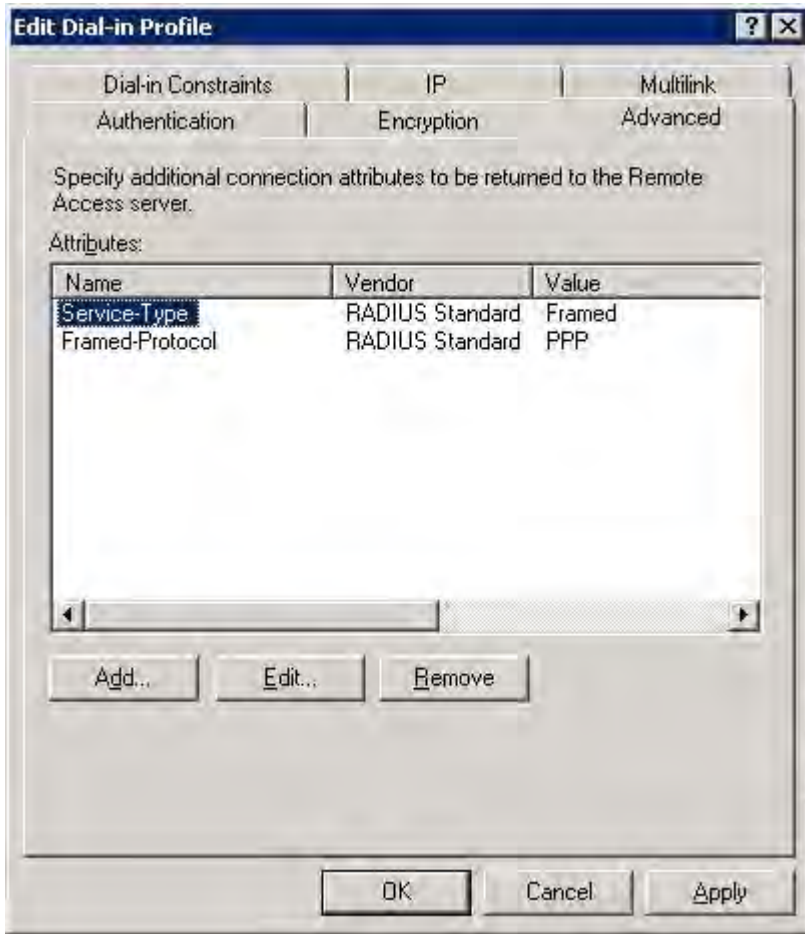 Edit Dial-in Profile ? X
Dial-in Constraints IP Multilink
Authentication Encryption Advanced
Specify additional connection attributes to be returned to the Remote
Access server.
Attributes:
Name Vendor Value
Service-Type RADIUS Standard Framed
Framed-Protocol RADIUS Standard PPP
Add... Edit... Remove
OK Cancel Apply